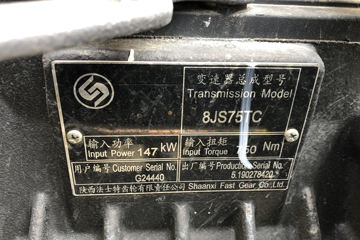 变速器总成型号
Transmission Model
8JS75TC
输入功率 输入扭矩
Input Power 147 kW Input Torque 750 Nm
用户编号 Customer Serial No. 出厂编号 Production Serial No.
G24440 5.190278420
陕西法士特齿轮有限责任公司 Shaanxi Fast Gear Co.,Ltd